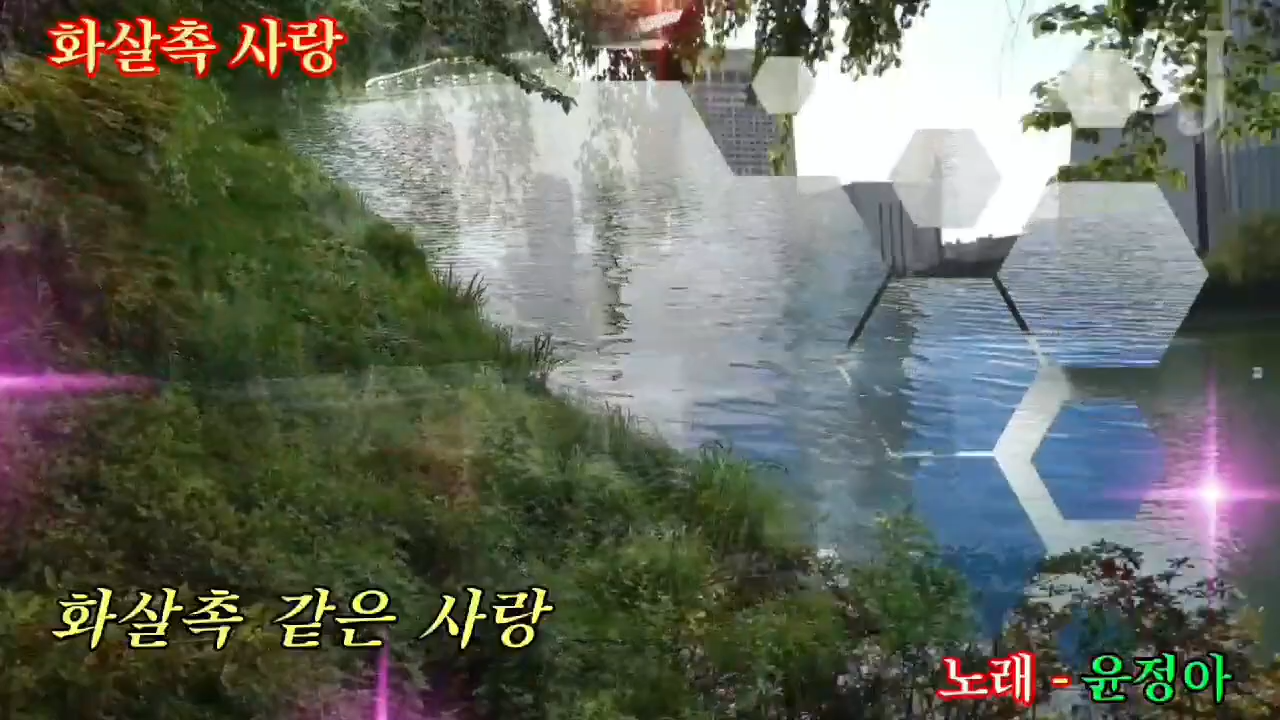 화살촉 사랑
화살촉 같은 사랑
노래 - 윤정아